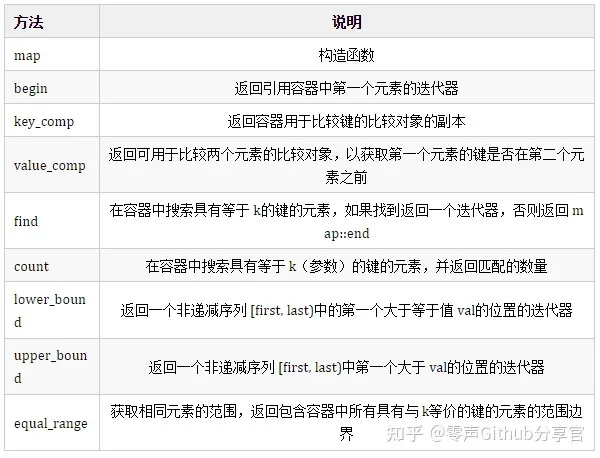 方法 说明
map 构造函数
begin 返回引用容器中第一个元素的迭代器
key_comp 返回容器用于比较键的比较对象的副本
value_comp 返回可用于比较两个元素的比较对象，以获取第一个元素的键是否在第二个元
素之前
find 在容器中搜索具有等于 k的键的元素，如果找到返回一个迭代器，否则返回 m
ap::end
count 在容器中搜索具有等于 k（参数）的键的元素，并返回匹配的数量
lower_boun
d
返回一个非递减序列 [first, last)中的第一个大于等于值 val的位置的迭代器
upper_boun
d
返回一个非递减序列 [first, last)中第一个大于 val的位置的迭代器
equal_range 获取相同元素的范围，返回包含容器中所有具有与 k等价的键的元素的范围边
界
知乎 @零声Github分享官